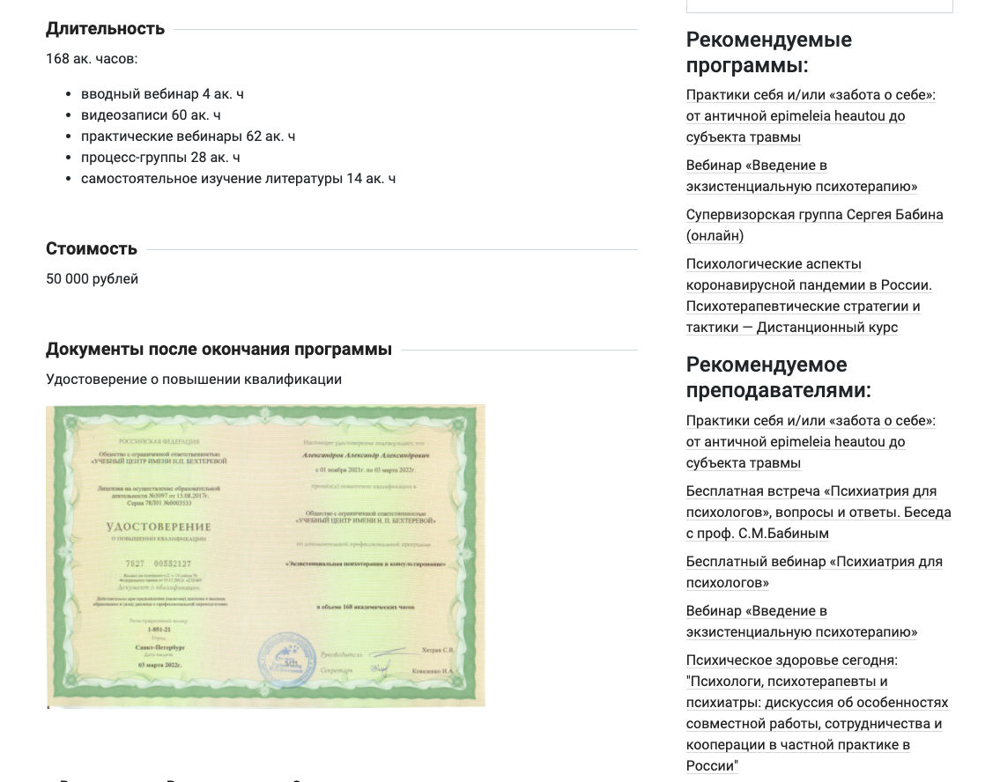 Длительность
168 ак. часов:
вводный вебинар 4 ак. ч
видеозаписи 60 ак. ч
практические вебинары 62 ак. ч
процесс-группы 28 ак. ч
самостоятельное изучение литературы 14 ак. ч
Стоимость
50 000 рублей
Документы после окончания программы
Удостоверение о повышении квалификации
РОССИЙСКАЯ ФЕДЕРАЦИЯ
Общество с ограниченной ответственностью
«УЧЕБНЫЙ ЦЕНТР ИМЕНИ Н.П. БЕХТЕРЕВОЙ
Лицензия на осуществление образовательной
деятельности №3097 от 15.08.2017г.
Серия 78Л01 №0003333
УДОСТОВЕРЕНИЕ
О ПОВЫШЕНИИ КВАЛИФИКАЦИИ
7827 00552127
Документ о квалификации
Регистрационный номер
1-851-21
Город
Санкт-Петербург
Дата выдачи
03 марта 2022г.
Настоящее удостоверение подтверждает, что
Александров Александр Александрович
с 01 ноября 2021г. по 03 марта 2022г.
прошёл(а) повышение квалификации в
Общество с ограниченной ответственностью
«УЧЕБНЫЙ ЦЕНТР ИМЕНИ Н. П. БЕХТЕРЕВОЙ»
по дополнительной профессиональной программе
«Экзистенциальная психотерапия и консультирование»
в объеме 168 академических часов
Руководитель
Хитрик С.В.
Секретарь
Коваленко И.А.
Рекомендуемые
программы:
Практики себя и/или «забота о себе»:
от античной epimeleia heautou до
субъекта травмы
Вебинар «Введение в
экзистенциальную психотерапию»
Супервизорская группа Сергея Бабина
(онлайн)
Психологические аспекты
коронавирусной пандемии в России.
Психотерапевтические стратегии и
тактики — Дистанционный курс
Рекомендуемое
преподавателями:
Практики себя и/или «забота о себе»:
от античной epimeleia heautou до
субъекта травмы
Бесплатная встреча «Психиатрия для
психологов», вопросы и ответы. Беседа
с проф. С.М.Бабиным
Бесплатный вебинар «Психиатрия для
психологов»
Вебинар «Введение в
экзистенциальную психотерапию»
Психическое здоровье сегодня:
"Психологи, психотерапевты и
психиатры: дискуссия об особенностях
совместной работы, сотрудничества и
кооперации в частной практике в
России"